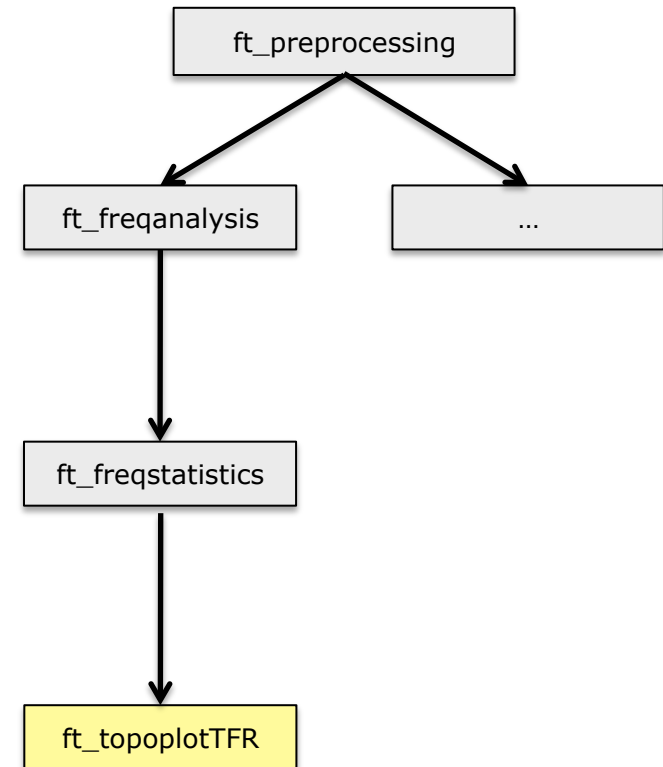 ft_preprocessing
ft_freqanalysis
…
ft_freqstatistics
ft_topoplotTFR